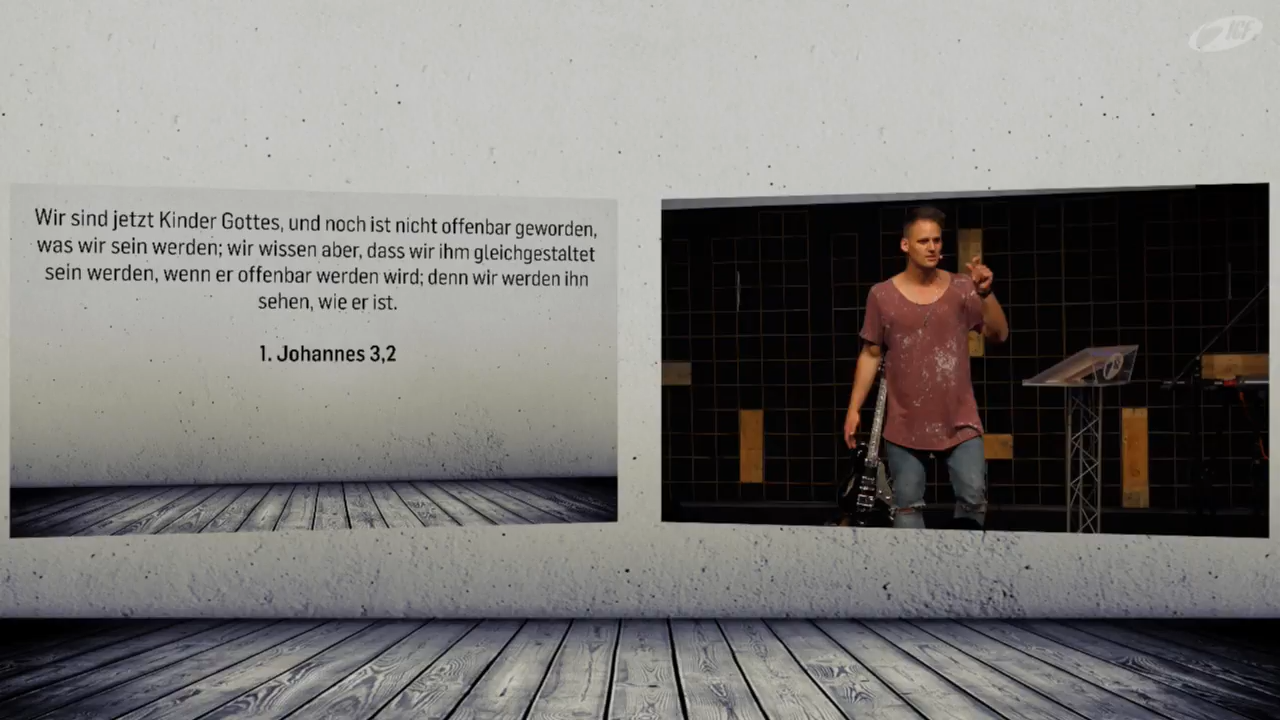 ICF
Wir sind jetzt Kinder Gottes, und noch ist nicht offenbar geworden,
was wir sein werden; wir wissen aber, dass wir ihm gleichgestaltet
sein werden, wenn er offenbar werden wird; denn wir werden ihn
sehen, wie er ist.
1. Johannes 3,2